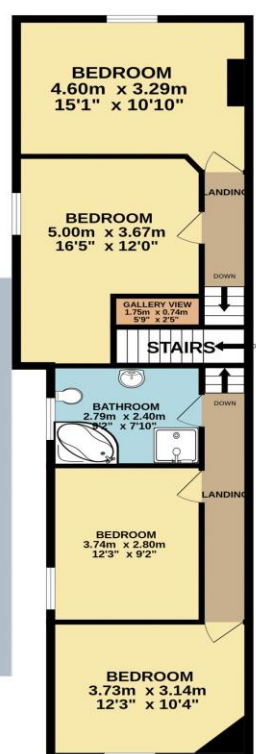 BEDROOM
4.60m x 3.29m
15'1" x 10'10"
LANDING
BEDROOM
5.00m x 3.67m
16'5" x 12'0"
DOWN
GALLERY VIEW
1.75m x 0.74m
5'9" x 2'5"
STAIRS
DOWN
BATHROOM
2.79m x 2.40m
9'2" x 7'10"
LANDING
BEDROOM
3.74m x 2.80m
12'3" x 9'2"
BEDROOM
3.73m x 3.14m
12'3" x 10'4"